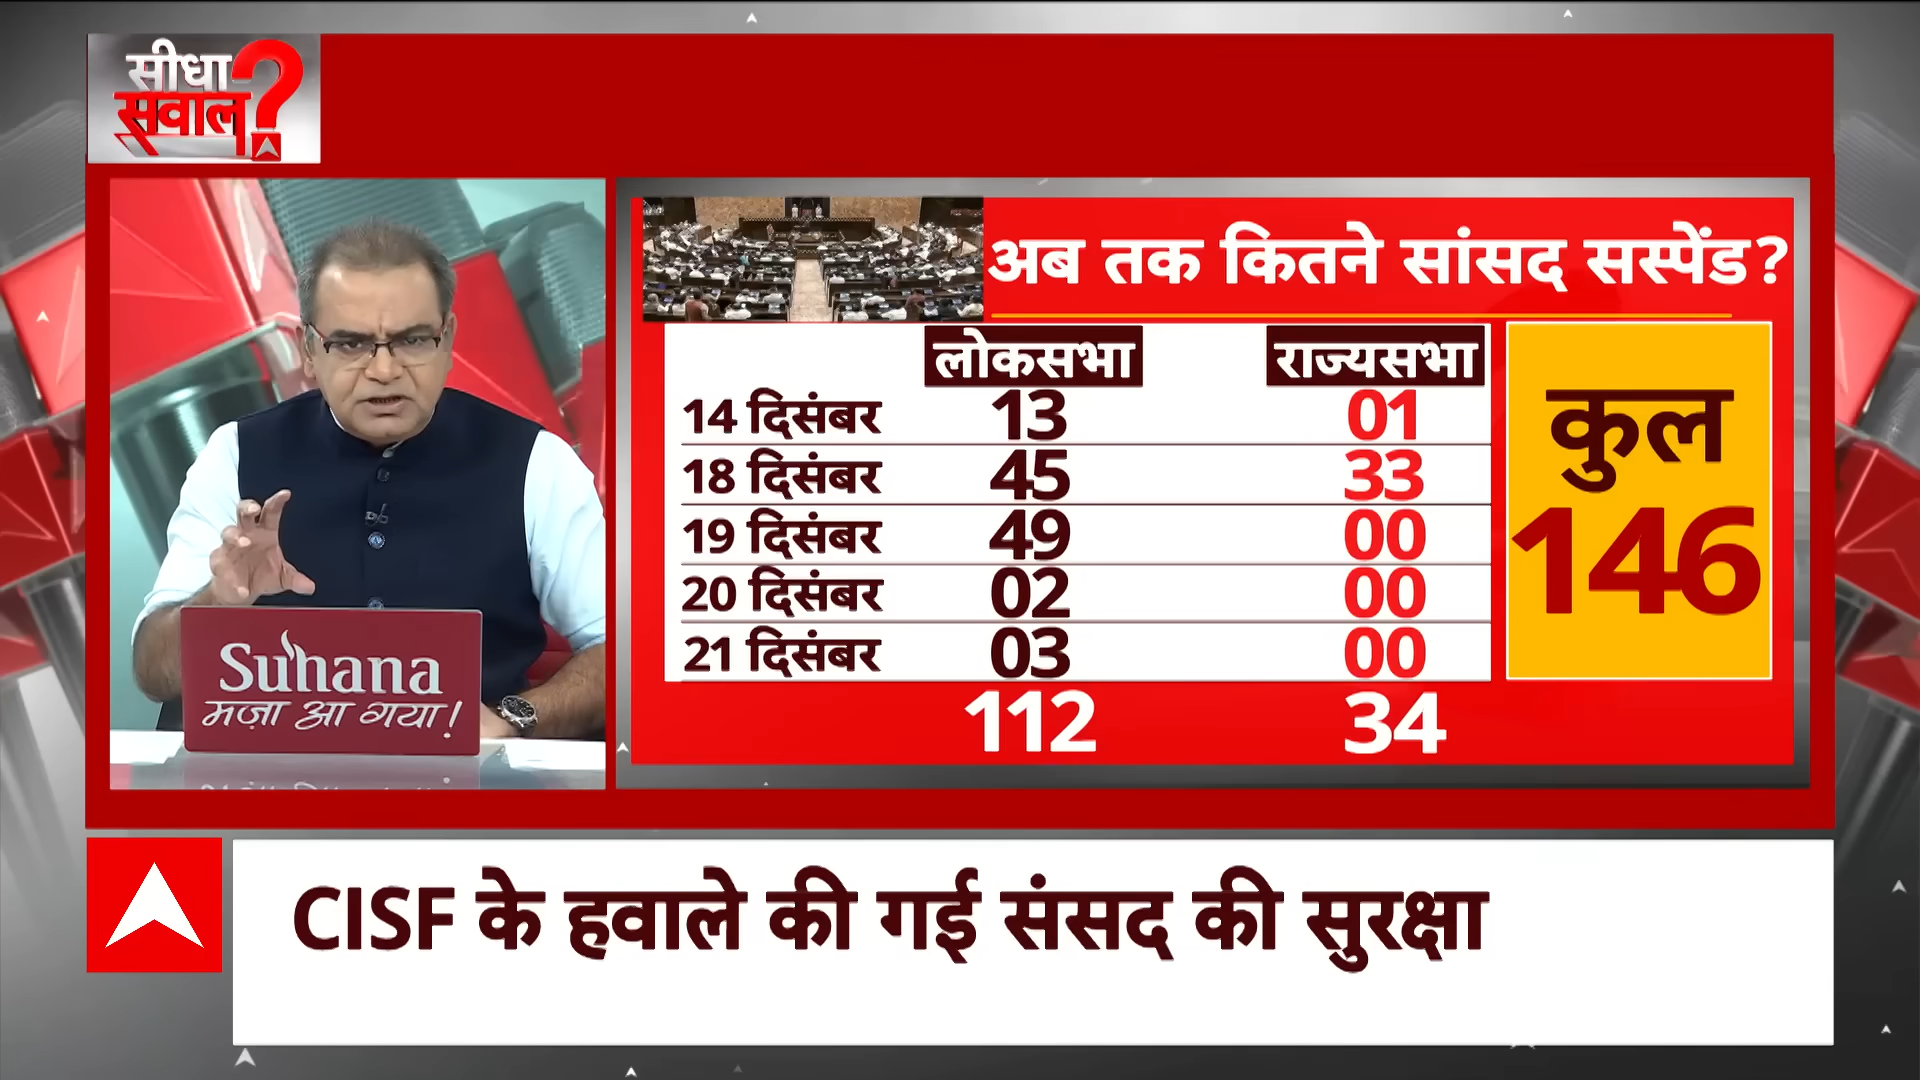 सीधा
सवाल?
अब तक कितने सांसद सस्पेंड?
लोकसभा राज्यसभा
14 दिसंबर 13 01
18 दिसंबर 45 33
19 दिसंबर 49 00
20 दिसंबर 02 00
21 दिसंबर 03 00
112 34
कुल
146
Suhana
मज़ा आ गया!
CISF के हवाले की गई संसद की सुरक्षा